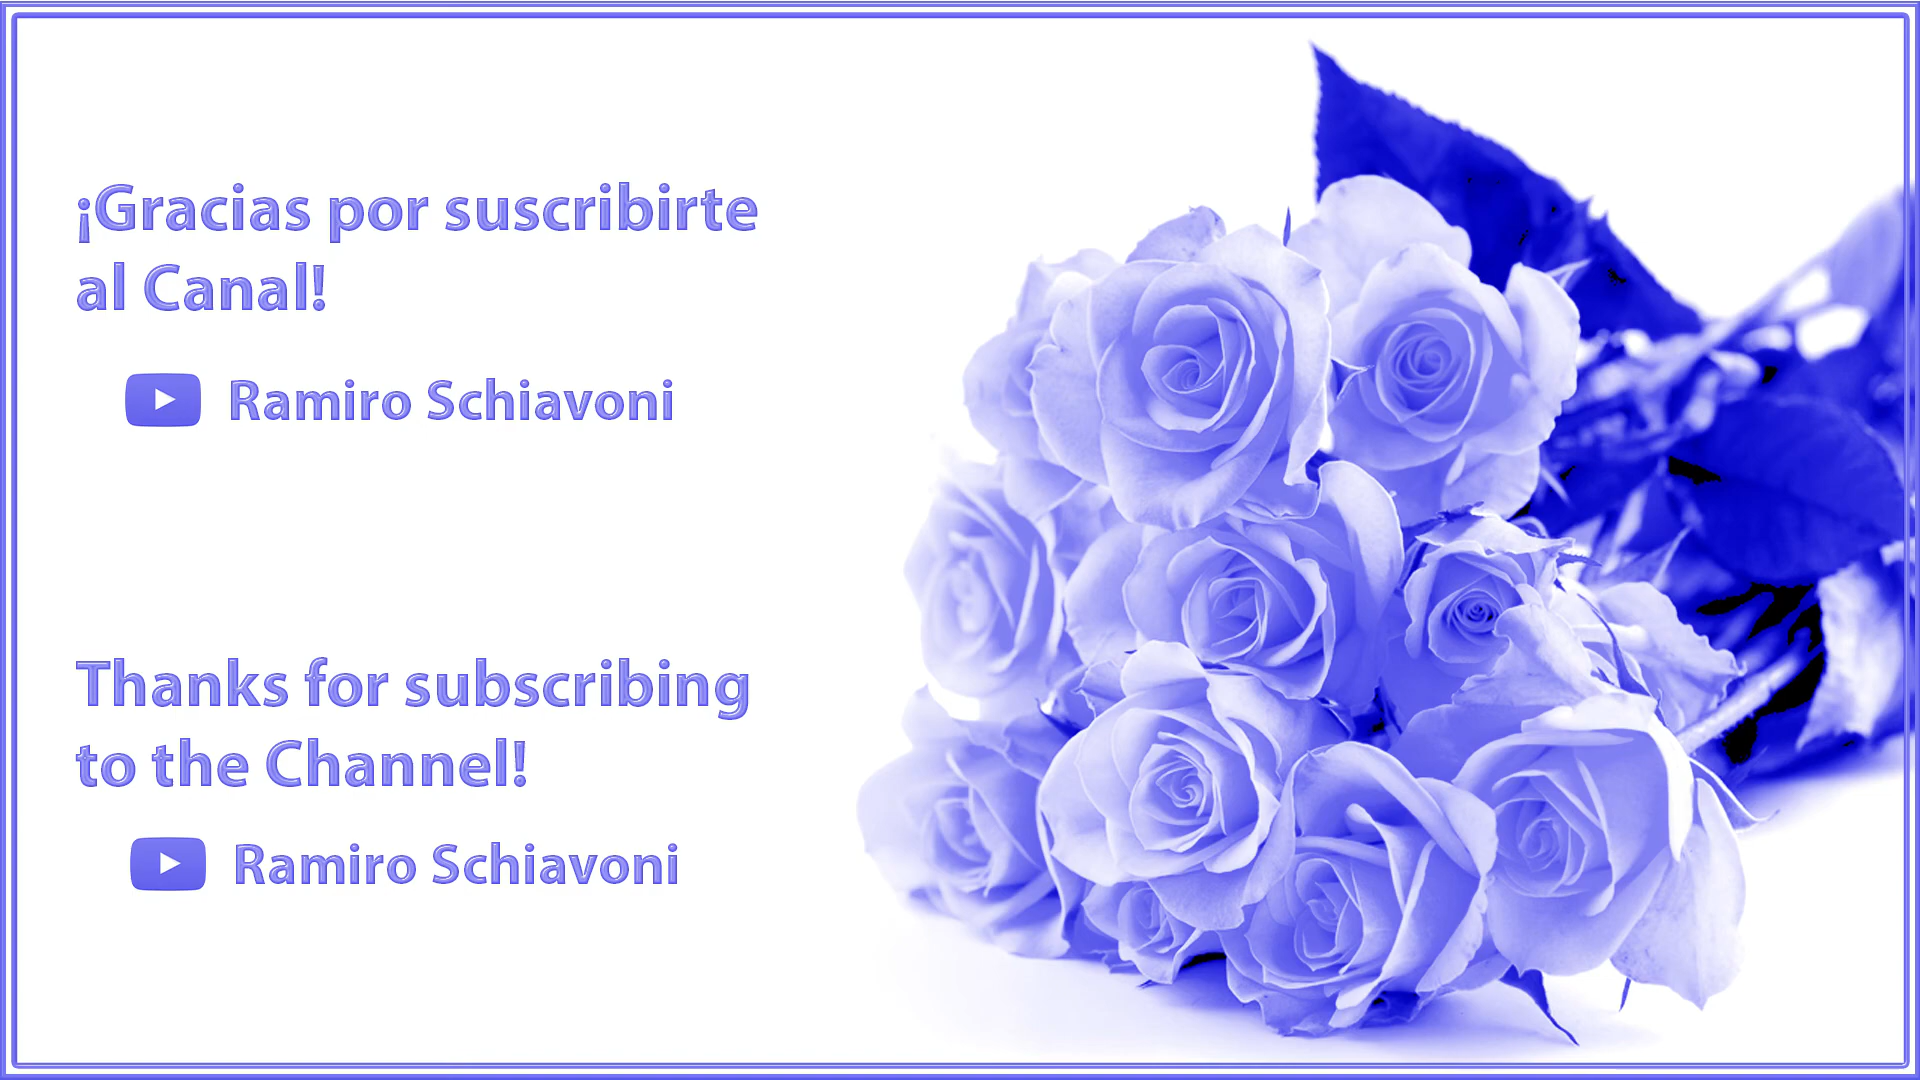 ¡Gracias por suscribirte
al Canal!
Ramiro Schiavoni
Thanks for subscribing
to the Channel!
Ramiro Schiavoni